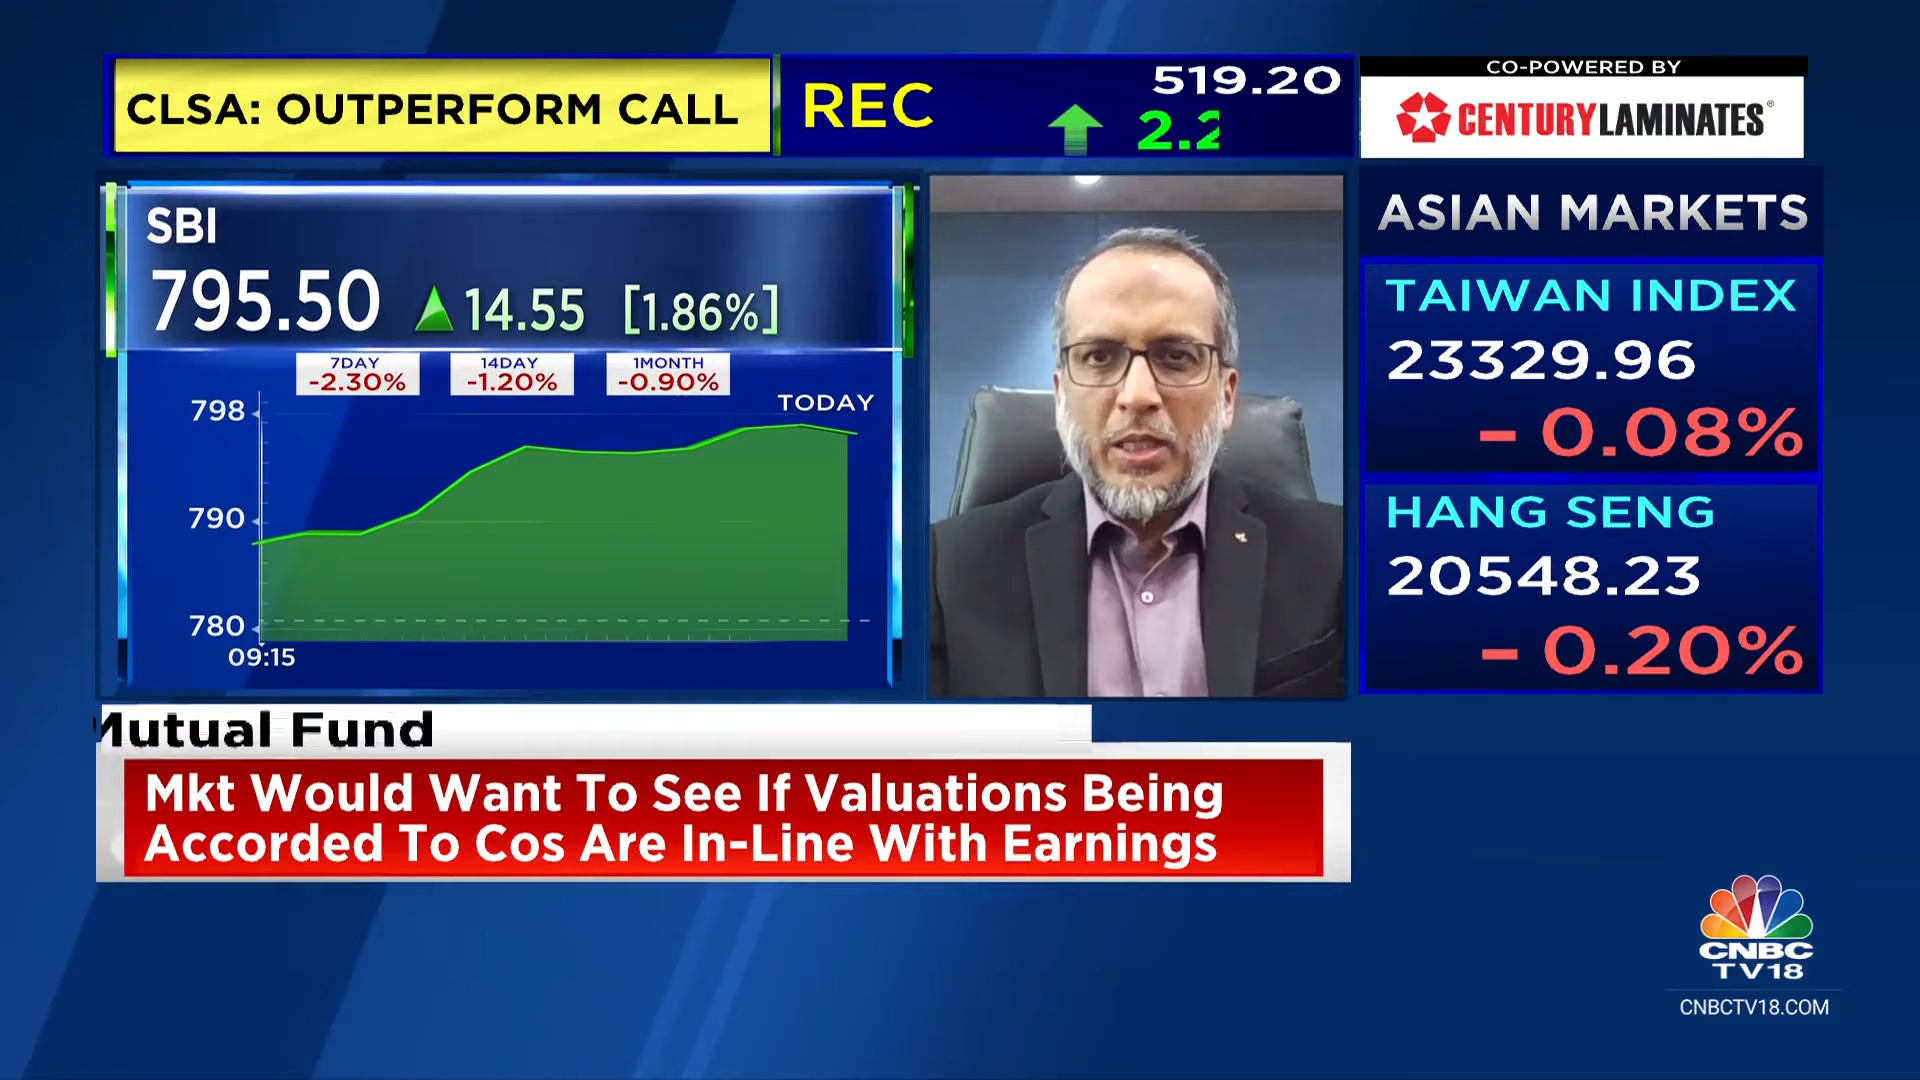 CLSA: OUTPERFORM CALL
REC
519.20
CO-POWERED BY
CENTURYLAMINATES®
SBI
795.50 14.55 [1.86%]
7DAY
-2.30%
14DAY
-1.20%
1MONTH
-0.90%
TODAY
798
790
780
09:15
ASIAN MARKETS
TAIWAN INDEX
23329.96
- 0.08%
HANG SENG
20548.23
- 0.20%
Mutual Fund
Mkt Would Want To See If Valuations Being
Accorded To Cos Are In-Line With Earnings
CNBC
TV18
CNBCTV18.COM